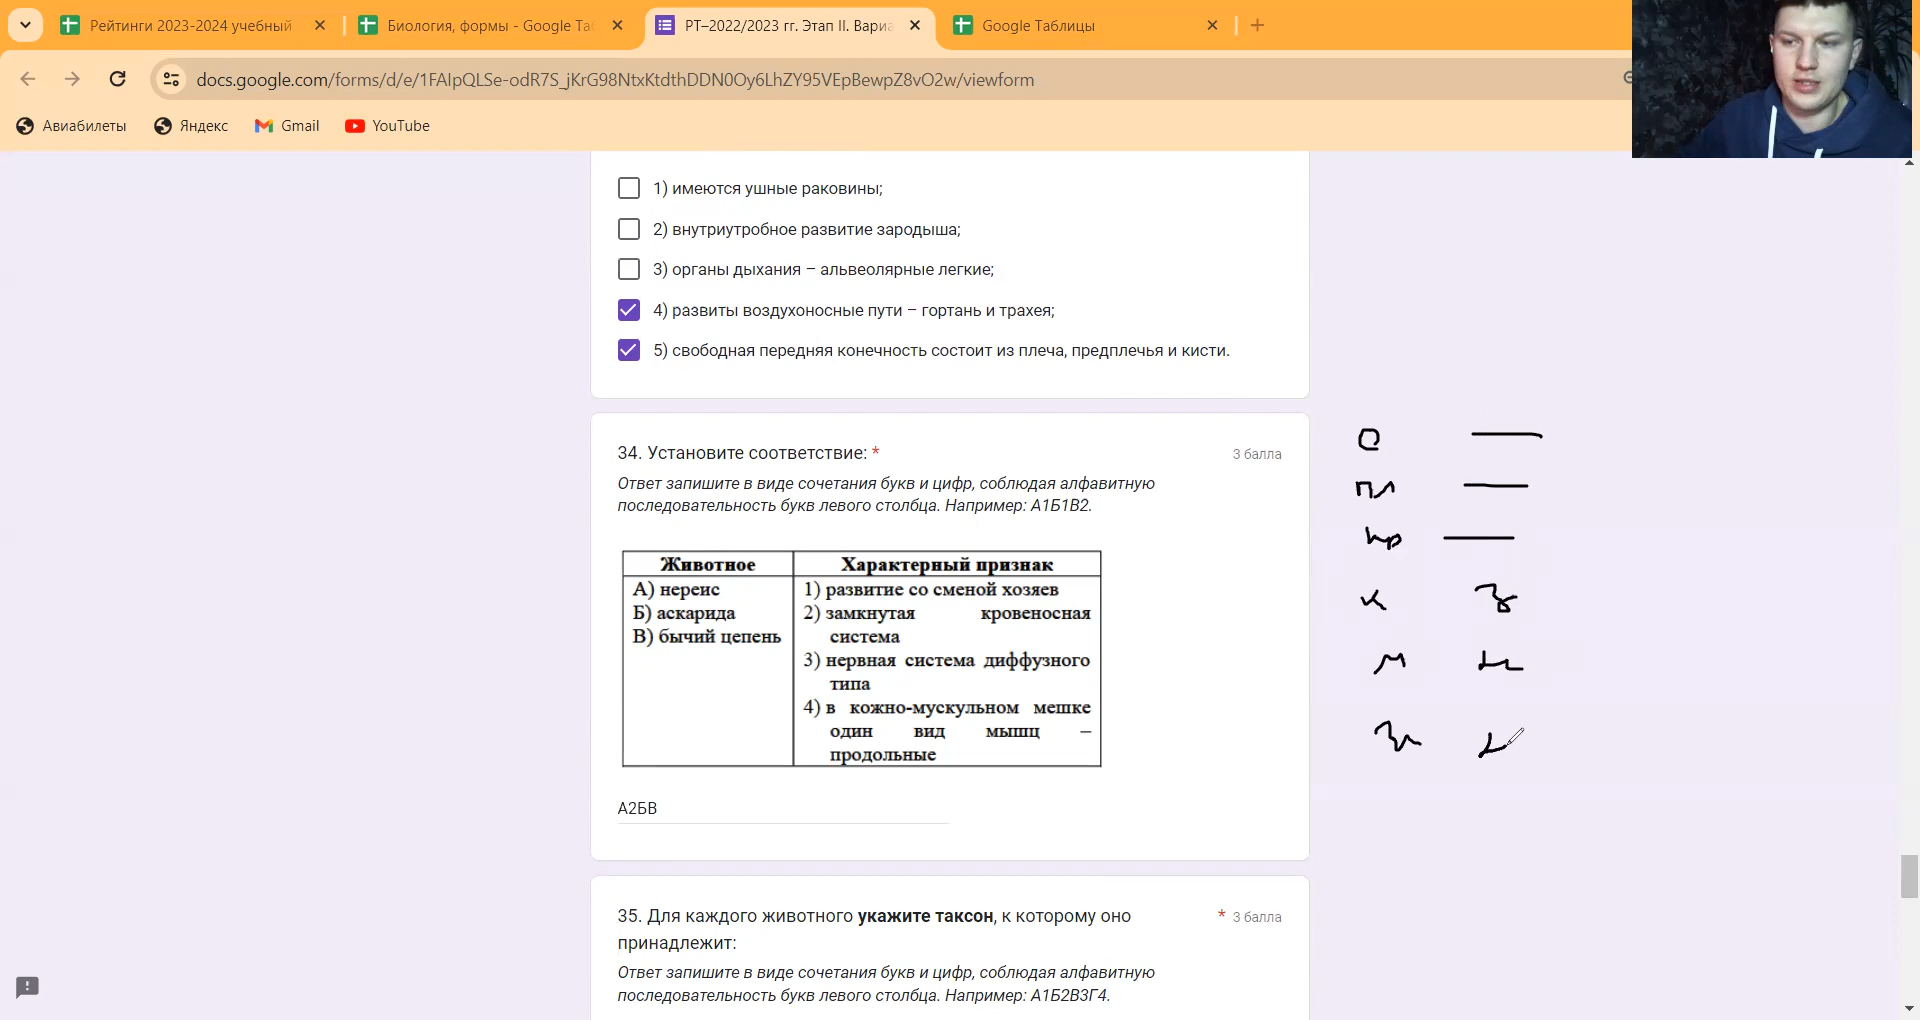 Рейтинги 2023-2024 учебный
Биология, формы - Google Таб
РТ–2022/2023 гг. Этап II. Вариа
Google Таблицы
docs.google.com/forms/d/e/1FAIpQLSe-odR7S_jKrG98NtxKtdthDDN0Oy6LhZY95VEpBewpZ8vO2w/viewform
Авиабилеты
Яндекс
Gmail
YouTube
1) имеются ушные раковины;
2) внутриутробное развитие зародыша;
3) органы дыхания – альвеолярные легкие;
4) развиты воздухоносные пути – гортань и трахея;
5) свободная передняя конечность состоит из плеча, предплечья и кисти.
34. Установите соответствие: *
3 балла
Ответ запишите в виде сочетания букв и цифр, соблюдая алфавитную
последовательность букв левого столбца. Например: А1Б1В2.
Животное
А) нереис
Б) аскарида
В) бычий цепень
Характерный признак
1) развитие со сменой хозяев
2) замкнутая кровеносная
система
3) нервная система диффузного
типа
4) в кожно-мускульном мешке
один вид мышц –
продольные
А2БВ
пл
кр
к
м
35. Для каждого животного укажите таксон, к которому оно
принадлежит:
* 3 балла
Ответ запишите в виде сочетания букв и цифр, соблюдая алфавитную
последовательность букв левого столбца. Например: А1Б2В3Г4.